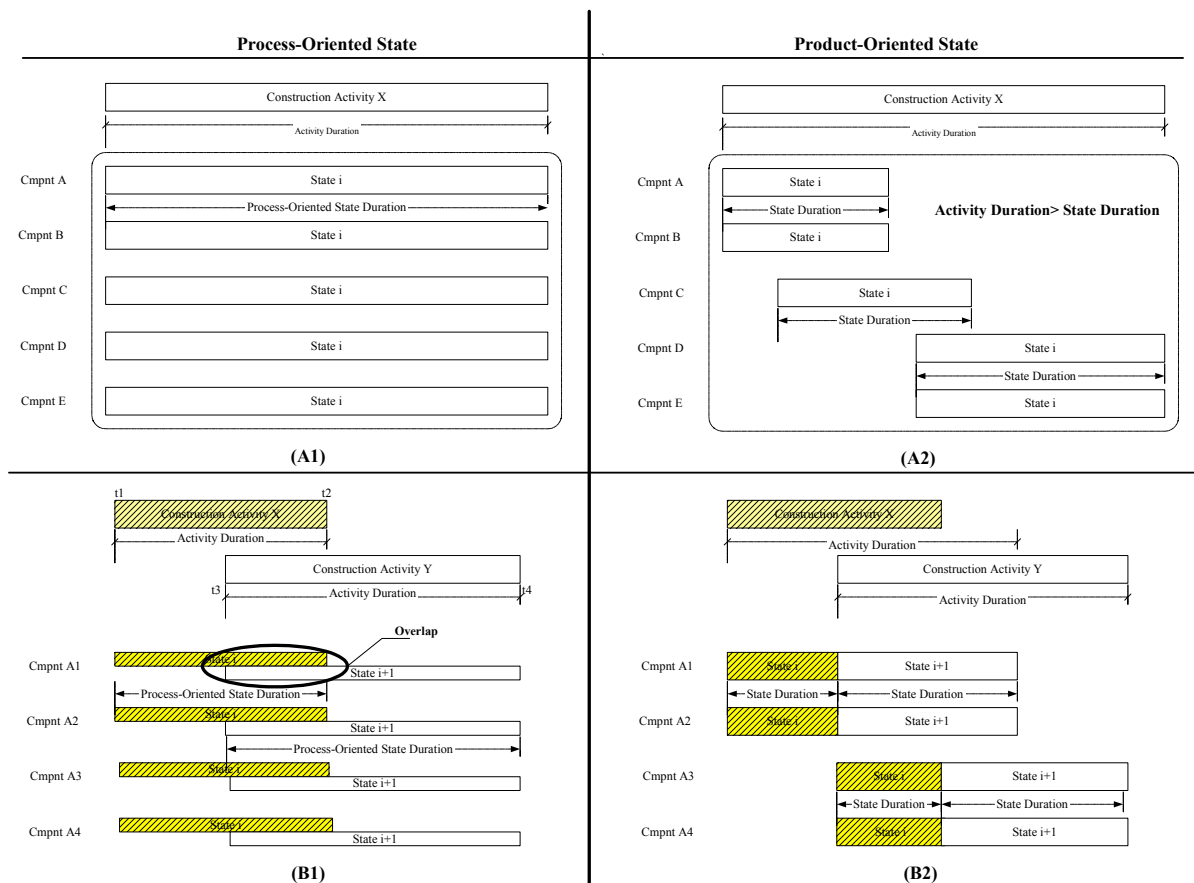 Process-Oriented State
Product-Oriented State
Construction Activity X
Activity Duration
Cmpnt A
State i
Process-Oriented State Duration
Cmpnt B
State i
Cmpnt C
State i
Cmpnt D
State i
Cmpnt E
State i
(A1)
Construction Activity X
Activity Duration
Cmpnt A
State i
State Duration
Activity Duration> State Duration
Cmpnt B
State i
Cmpnt C
State i
State Duration
Cmpnt D
State i
State Duration
Cmpnt E
State i
(A2)
t1
t2
Construction Activity X
Activity Duration
Construction Activity Y
t3
Activity Duration
t4
Overlap
Cmpnt A1
State i
State i+1
Process-Oriented State Duration
Cmpnt A2
State i
State i+1
Process-Oriented State Duration
Cmpnt A3
State i
State i+1
Cmpnt A4
State i
State i+1
(B1)
Construction Activity X
Activity Duration
Construction Activity Y
Activity Duration
Cmpnt A1
State i
State i+1
State Duration
State Duration
Cmpnt A2
State i
State i+1
Cmpnt A3
State i
State i+1
State Duration
State Duration
Cmpnt A4
State i
State i+1
(B2)